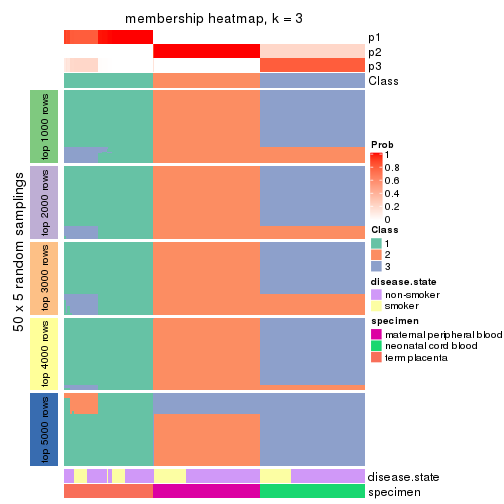 membership heatmap, k = 3
p1
p2
p3
Class
50 x 5 random samplings
top 1000 rows
top 2000 rows
top 3000 rows
top 4000 rows
top 5000 rows
disease.state
specimen
Prob
1
0.8
0.6
0.4
0.2
0
Class
1
2
3
disease.state
non-smoker
smoker
specimen
maternal peripheral blood
neonatal cord blood
term placenta